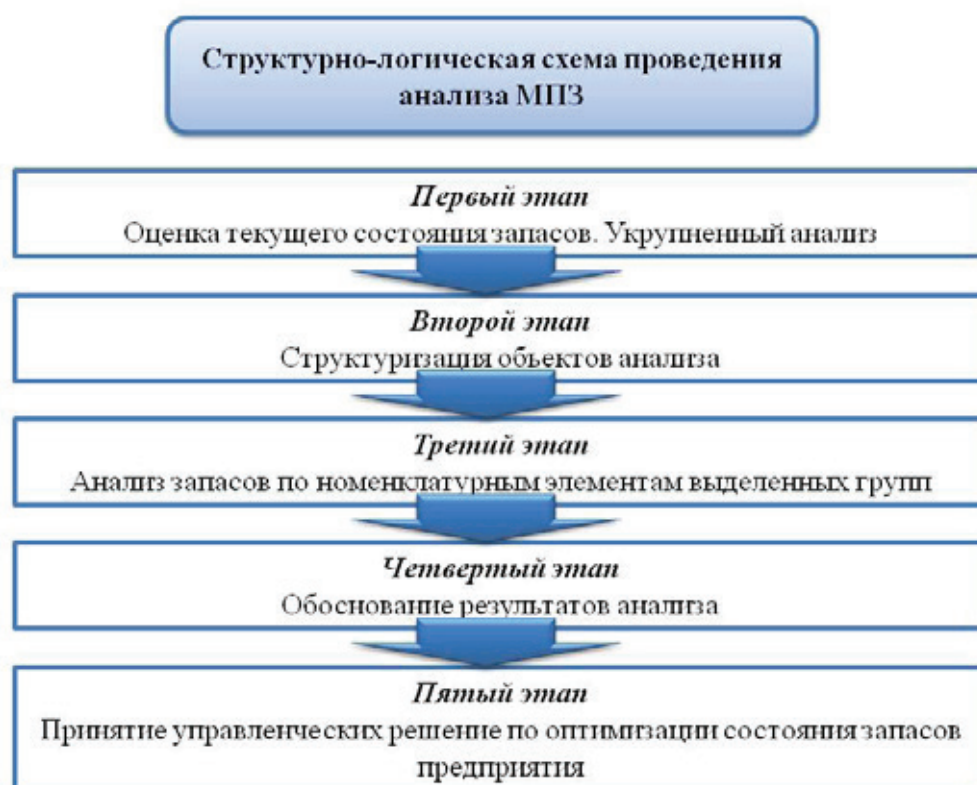 Структурно-логическая схема проведения
анализа МПЗ
Первый этап
Оценка текущего состояния запасов. Укрупненный анализ
Второй этап
Структуризация объектов анализа
Третий этап
Анализ запасов по номенклатурным элементам выделенных групп
Четвертый этап
Обоснование результатов анализа
Пятый этап
Принятие управленческих решение по оптимизации состояния запасов
предприятия